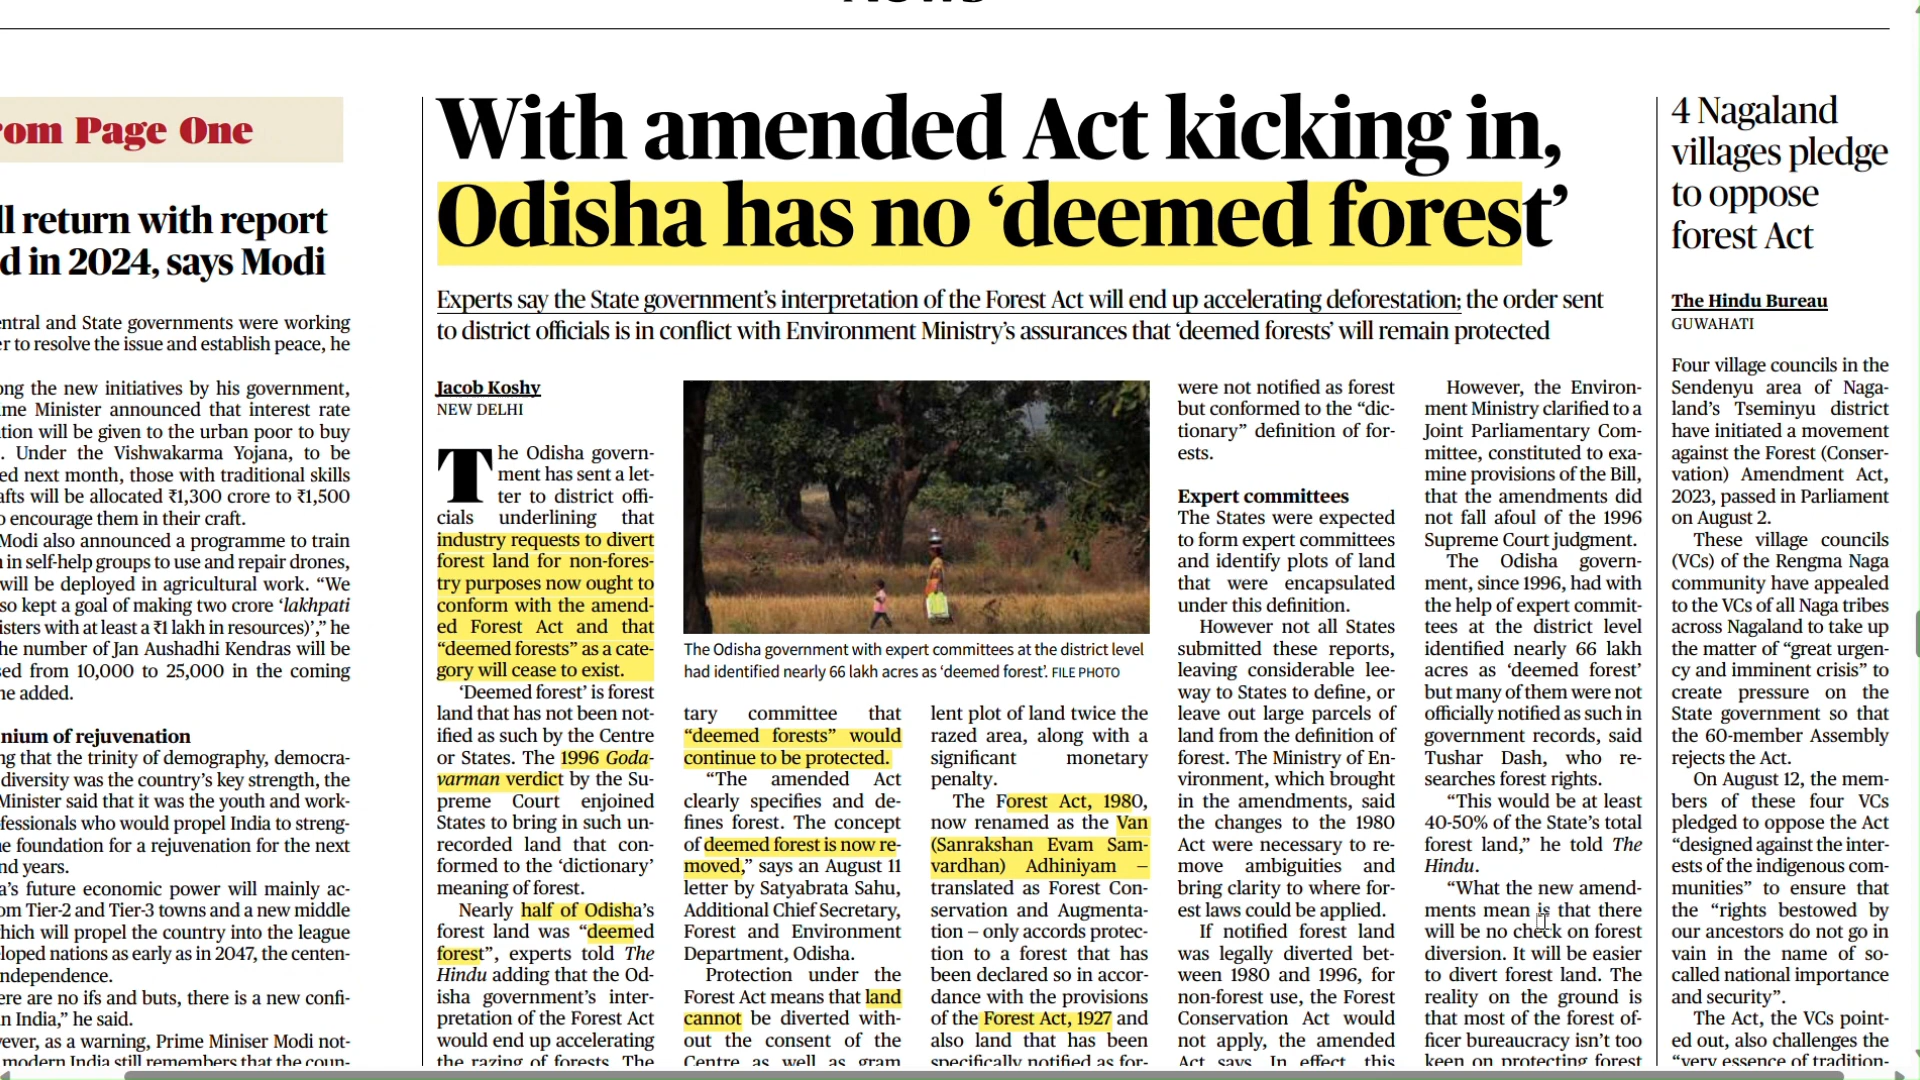 om Page One
ll return with report
d in 2024, says Modi
entral and State governments were working
er to resolve the issue and establish peace, he
ong the new initiatives by his government,
me Minister announced that interest rate
tion will be given to the urban poor to buy
. Under the Vishwakarma Yojana, to be
ed next month, those with traditional skills
afts will be allocated ₹1,300 crore to ₹1,500
o encourage them in their craft.
Modi also announced a programme to train
n in self-help groups to use and repair drones,
will be deployed in agricultural work. “We
so kept a goal of making two crore ‘lakhpati
isters with at least a ₹1 lakh in resources)’,” he
he number of Jan Aushadhi Kendras will be
sed from 10,000 to 25,000 in the coming
he added.
nium of rejuvenation
ng that the trinity of demography, democra-
diversity was the country’s key strength, the
Minister said that it was the youth and work-
ofessionals who would propel India to streng-
he foundation for a rejuvenation for the next
nd years.
a’s future economic power will mainly ac-
om Tier-2 and Tier-3 towns and a new middle
which will propel the country into the league
eloped nations as early as in 2047, the centen-
ndependence.
ere are no ifs and buts, there is a new confi-
in India,” he said.
ever, as a warning, Prime Miniser Modi not-
modern India still remembers that the coun-
With amended Act kicking in,
Odisha has no ‘deemed forest’
Experts say the State government’s interpretation of the Forest Act will end up accelerating deforestation; the order sent
to district officials is in conflict with Environment Ministry’s assurances that ‘deemed forests’ will remain protected
Jacob Koshy
NEW DELHI
The Odisha govern-
ment has sent a let-
ter to district offi-
cials underlining that
industry requests to divert
forest land for non-fores-
try purposes now ought to
conform with the amend-
ed Forest Act and that
“deemed forests” as a cate-
gory will cease to exist.
‘Deemed forest’ is forest
land that has not been not-
ified as such by the Centre
or States. The 1996 Goda-
varman verdict by the Su-
preme Court enjoined
States to bring in such un-
recorded land that con-
formed to the ‘dictionary’
meaning of forest.
Nearly half of Odisha’s
forest land was “deemed
forest”, experts told The
Hindu adding that the Od-
isha government’s inter-
pretation of the Forest Act
would end up accelerating
the razing of forests. The
The Odisha government with expert committees at the district level
had identified nearly 66 lakh acres as ‘deemed forest’. FILE PHOTO
tary committee that
“deemed forests” would
continue to be protected.
“The amended Act
clearly specifies and de-
fines forest. The concept
of deemed forest is now re-
moved,” says an August 11
letter by Satyabrata Sahu,
Additional Chief Secretary,
Forest and Environment
Department, Odisha.
Protection under the
Forest Act means that land
cannot be diverted with-
out the consent of the
Centre as well as gram
lent plot of land twice the
razed area, along with a
significant monetary
penalty.
The Forest Act, 1980,
now renamed as the Van
(Sanrakshan Evam Sam-
vardhan) Adhiniyam –
translated as Forest Con-
servation and Augmenta-
tion – only accords protec-
tion to a forest that has
been declared so in accor-
dance with the provisions
of the Forest Act, 1927 and
also land that has been
specifically notified as for-
were not notified as forest
but conformed to the “dic-
tionary” definition of for-
ests.
Expert committees
The States were expected
to form expert committees
and identify plots of land
that were encapsulated
under this definition.
However not all States
submitted these reports,
leaving considerable lee-
way to States to define, or
leave out large parcels of
land from the definition of
forest. The Ministry of En-
vironment, which brought
in the amendments, said
the changes to the 1980
Act were necessary to re-
move ambiguities and
bring clarity to where for-
est laws could be applied.
If notified forest land
was legally diverted bet-
ween 1980 and 1996, for
non-forest use, the Forest
Conservation Act would
not apply, the amended
Act says. In effect, this
However, the Environ-
ment Ministry clarified to a
Joint Parliamentary Com-
mittee, constituted to exa-
mine provisions of the Bill,
that the amendments did
not fall afoul of the 1996
Supreme Court judgment.
The Odisha govern-
ment, since 1996, had with
the help of expert commit-
tees at the district level
identified nearly 66 lakh
acres as ‘deemed forest’
but many of them were not
officially notified as such in
government records, said
Tushar Dash, who re-
searches forest rights.
“This would be at least
40-50% of the State’s total
forest land,” he told The
Hindu.
“What the new amend-
ments mean is that there
will be no check on forest
diversion. It will be easier
to divert forest land. The
reality on the ground is
that most of the forest of-
ficer bureaucracy isn’t too
keen on protecting forest
4 Nagaland
villages pledge
to oppose
forest Act
The Hindu Bureau
GUWAHATI
Four village councils in the
Sendenyu area of Naga-
land’s Tseminyu district
have initiated a movement
against the Forest (Conser-
vation) Amendment Act,
2023, passed in Parliament
on August 2.
These village councils
(VCs) of the Rengma Naga
community have appealed
to the VCs of all Naga tribes
across Nagaland to take up
the matter of “great urgen-
cy and imminent crisis” to
create pressure on the
State government so that
the 60-member Assembly
rejects the Act.
On August 12, the mem-
bers of these four VCs
pledged to oppose the Act
“designed against the inter-
ests of the indigenous com-
munities” to ensure that
the “rights bestowed by
our ancestors do not go in
vain in the name of so-
called national importance
and security”.
The Act, the VCs point-
ed out, also challenges the
“very essence of tradition-